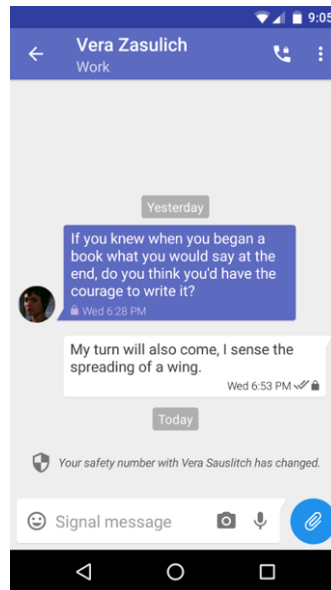 9:05
Vera Zasulich
Work
Yesterday
If you knew when you began a
book what you would say at the
end, do you think you'd have the
courage to write it?
Wed 6:28 PM
My turn will also come, I sense the
spreading of a wing.
Wed 6:53 PM
Today
Your safety number with Vera Sauslitch has changed.
Signal message